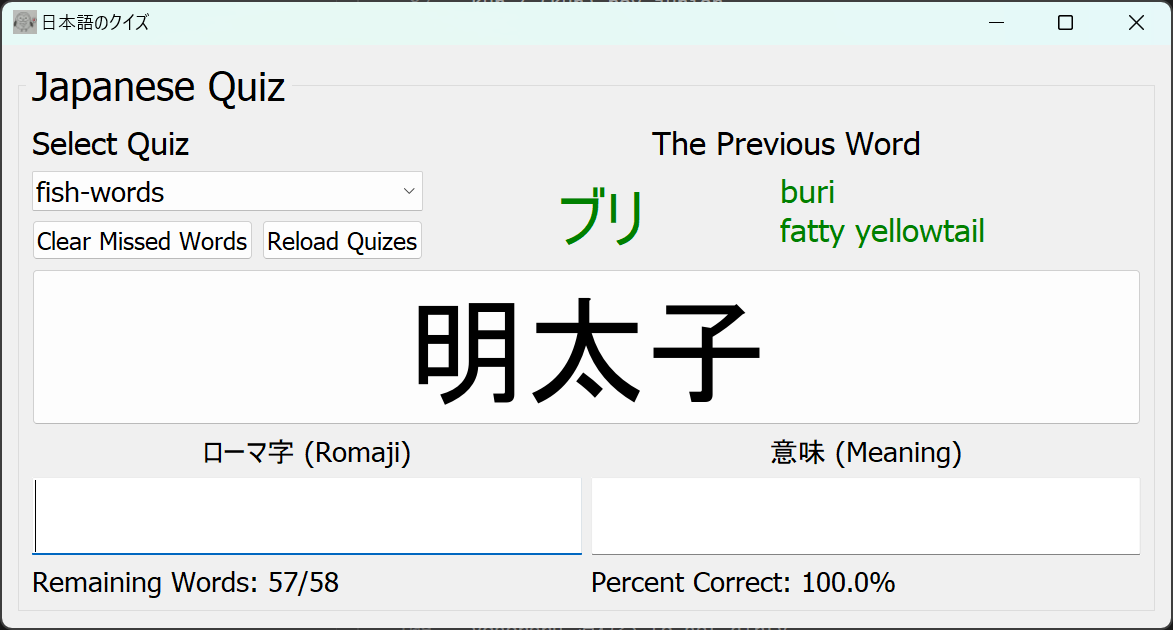 日本語のクイズ
Japanese Quiz
Select Quiz
The Previous Word
fish-words
ブリ
buri
fatty yellowtail
Clear Missed Words
Reload Quizes
明太子
ローマ字 (Romaji)
意味 (Meaning)
Remaining Words: 57/58
Percent Correct: 100.0%